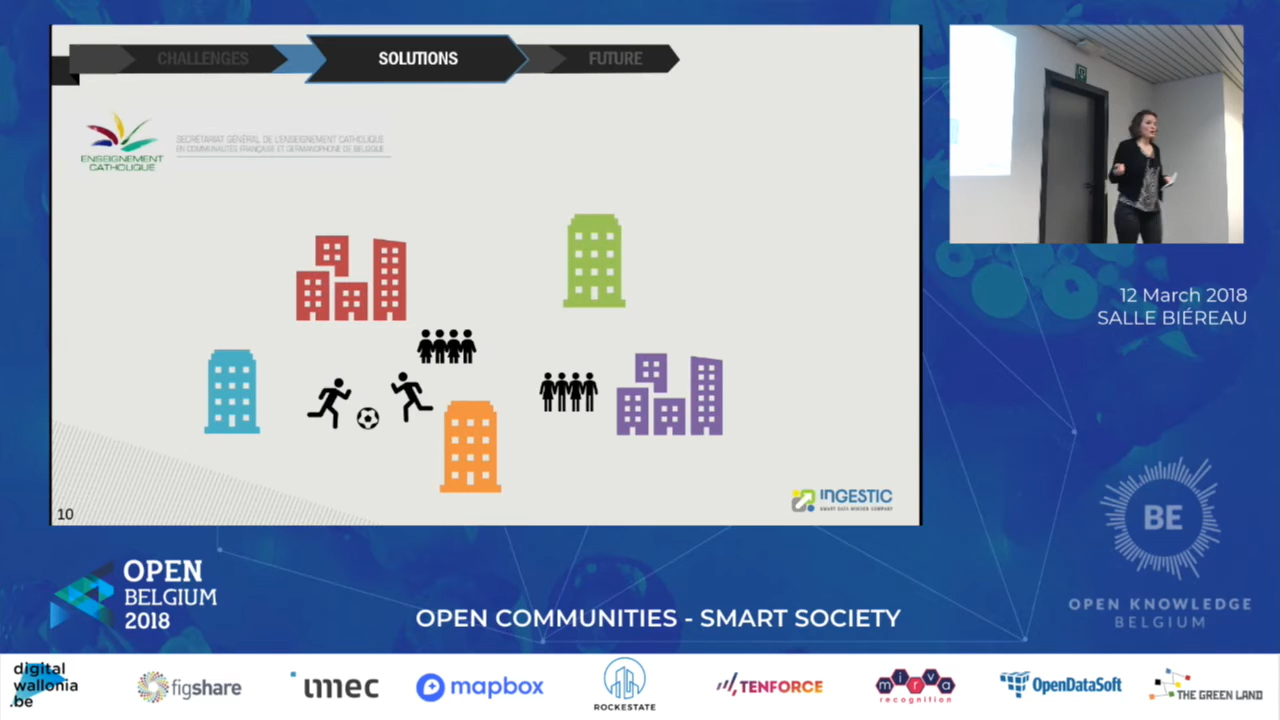 CHALLENGES
SOLUTIONS
FUTURE
ENSEIGNEMENT
CATHOLIQUE
SECRÉTARIAT GÉNÉRAL DE L'ENSEIGNEMENT CATHOLIQUE
EN COMMUNAUTÉS FRANÇAISE ET GERMANOPHONE DE BELGIQUE
10
INGESTIC
12 March 2018
SALLE BIÉREAU
BE
OPEN KNOWLEDGE
BELGIUM
OPEN
BELGIUM
2018
OPEN COMMUNITIES - SMART SOCIETY
digital
wallonia
.be
figshare
imec
mapbox
ROCKESTATE
TENFORCE
mirva
recognition
OpenDataSoft
THE GREEN LAND